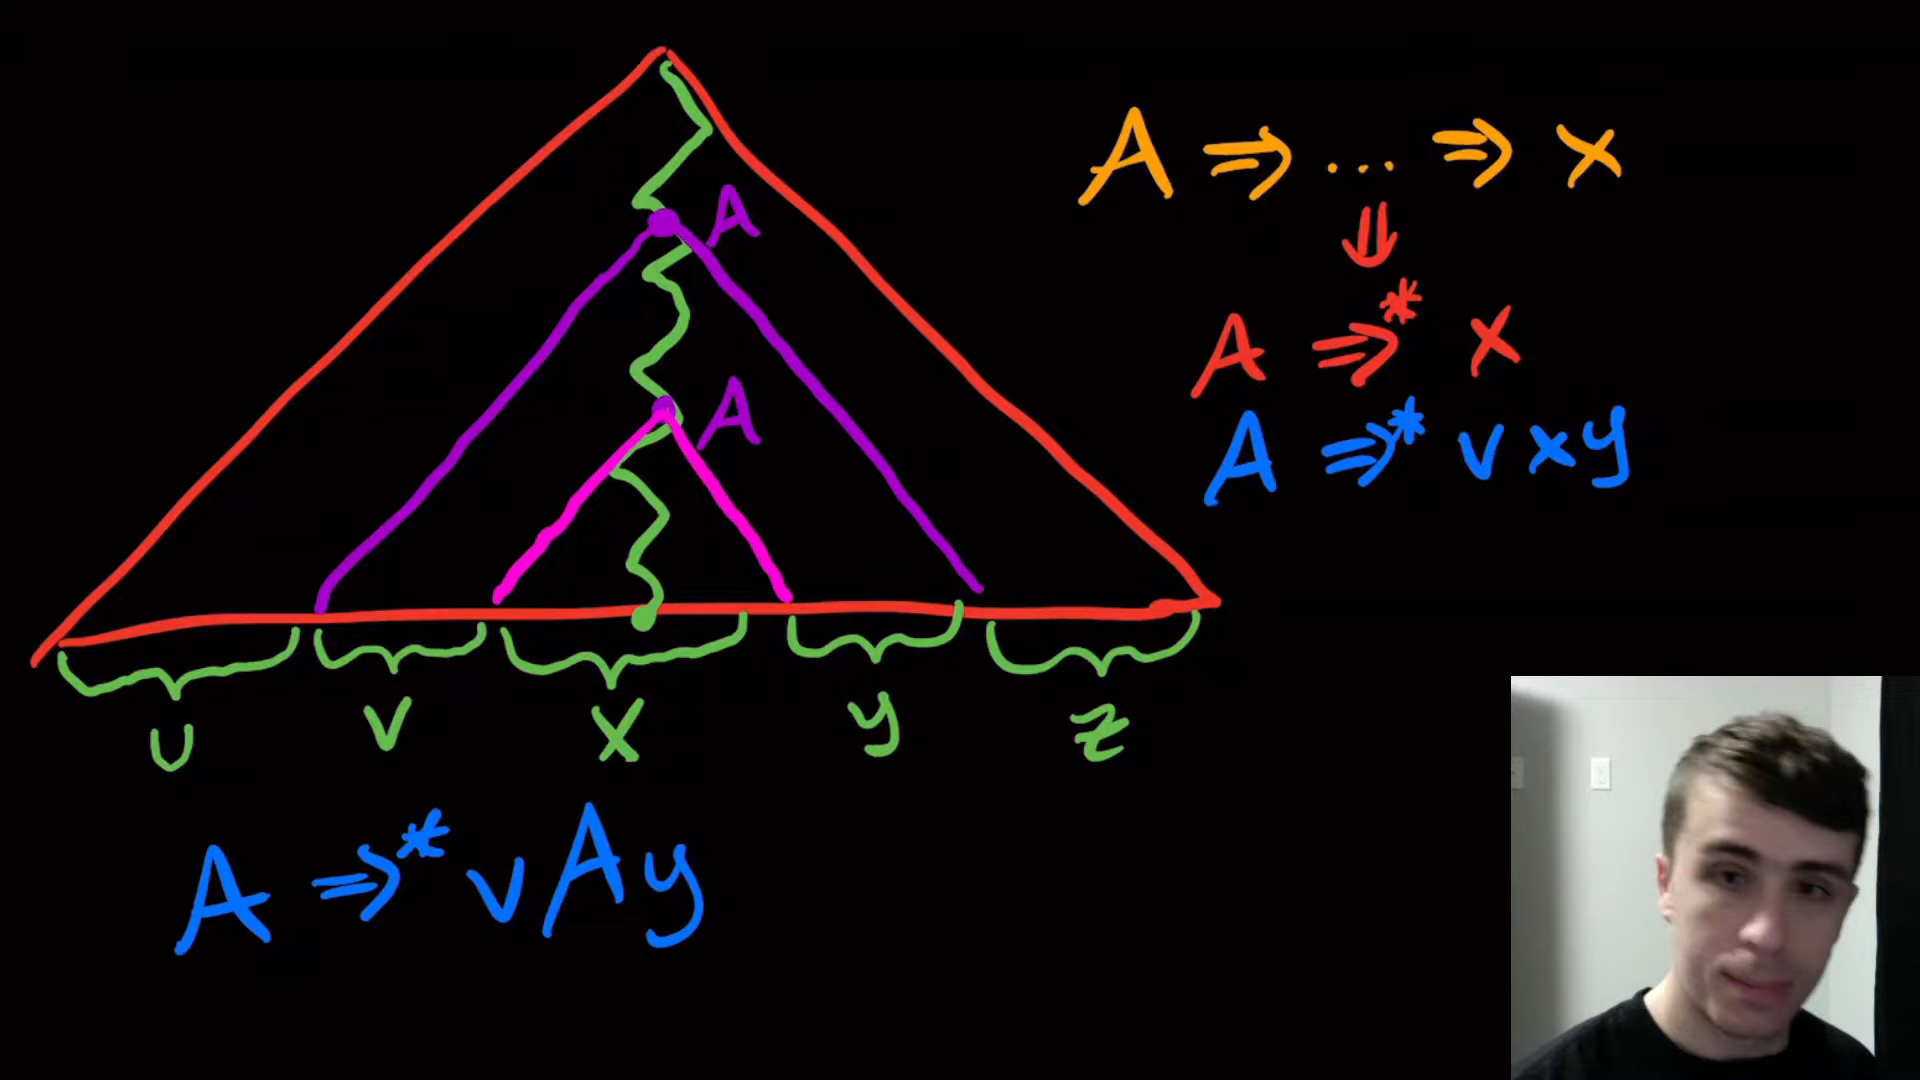 A ⇒ ... ⇒ x
⇓
A
A ⇒* x
A
A ⇒* vxy
u v x y z
A ⇒* vAy